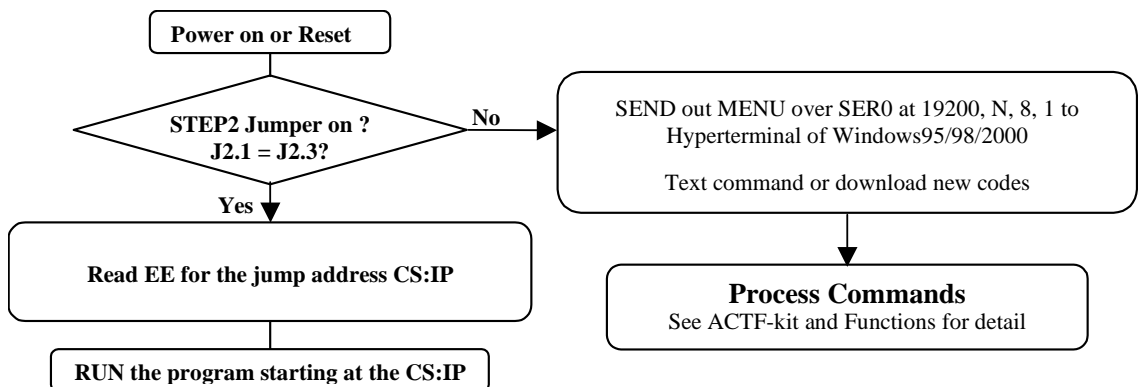 Power on or Reset
STEP2 Jumper on ?
J2.1 = J2.3?
No
SEND out MENU over SER0 at 19200, N, 8, 1 to
Hyperterminal of Windows95/98/2000
Text command or download new codes
Yes
Read EE for the jump address CS:IP
Process Commands
See ACTF-kit and Functions for detail
RUN the program starting at the CS:IP